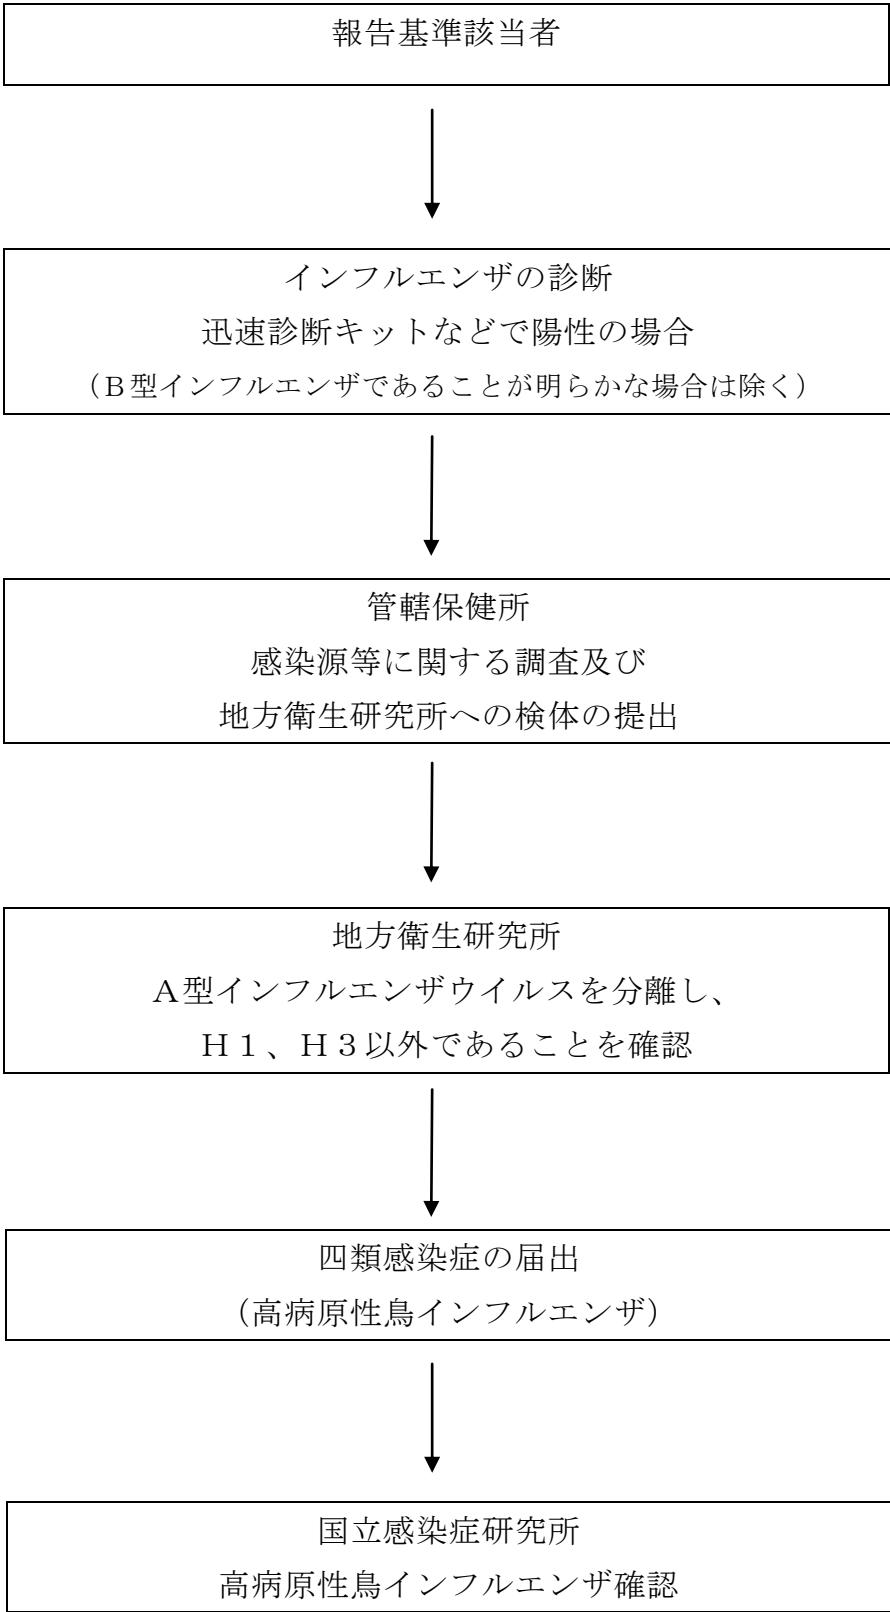 報告基準該当者
インフルエンザの診断
迅速診断キットなどで陽性の場合
（Ｂ型インフルエンザであることが明らかな場合は除く）
管轄保健所
感染源等に関する調査及び
地方衛生研究所への検体の提出
地方衛生研究所
Ａ型インフルエンザウイルスを分離し、
Ｈ１、Ｈ３以外であることを確認
四類感染症の届出
（高病原性鳥インフルエンザ）
国立感染症研究所
高病原性鳥インフルエンザ確認